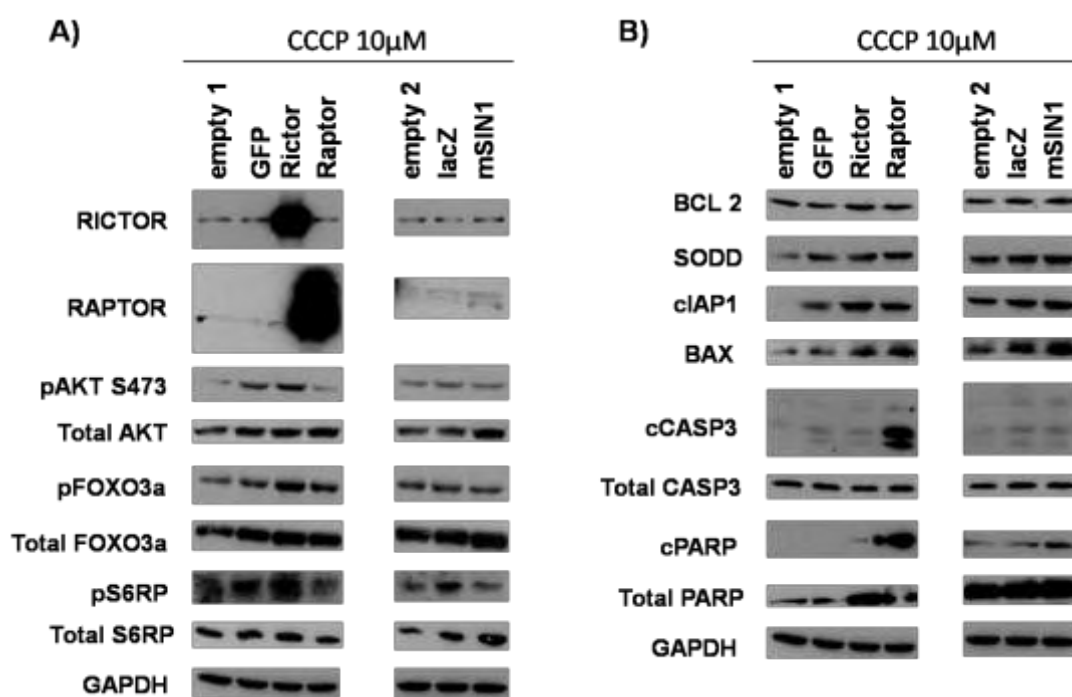 A)
CCCP 10µM
empty 1
GFP
Rictor
Raptor
empty 2
lacZ
mSIN1
RICTOR
RAPTOR
pAKT S473
Total AKT
pFOXO3a
Total FOXO3a
pS6RP
Total S6RP
GAPDH
B)
CCCP 10µM
empty 1
GFP
Rictor
Raptor
empty 2
lacZ
mSIN1
BCL 2
SODD
cIAP1
BAX
cCASP3
Total CASP3
cPARP
Total PARP
GAPDH